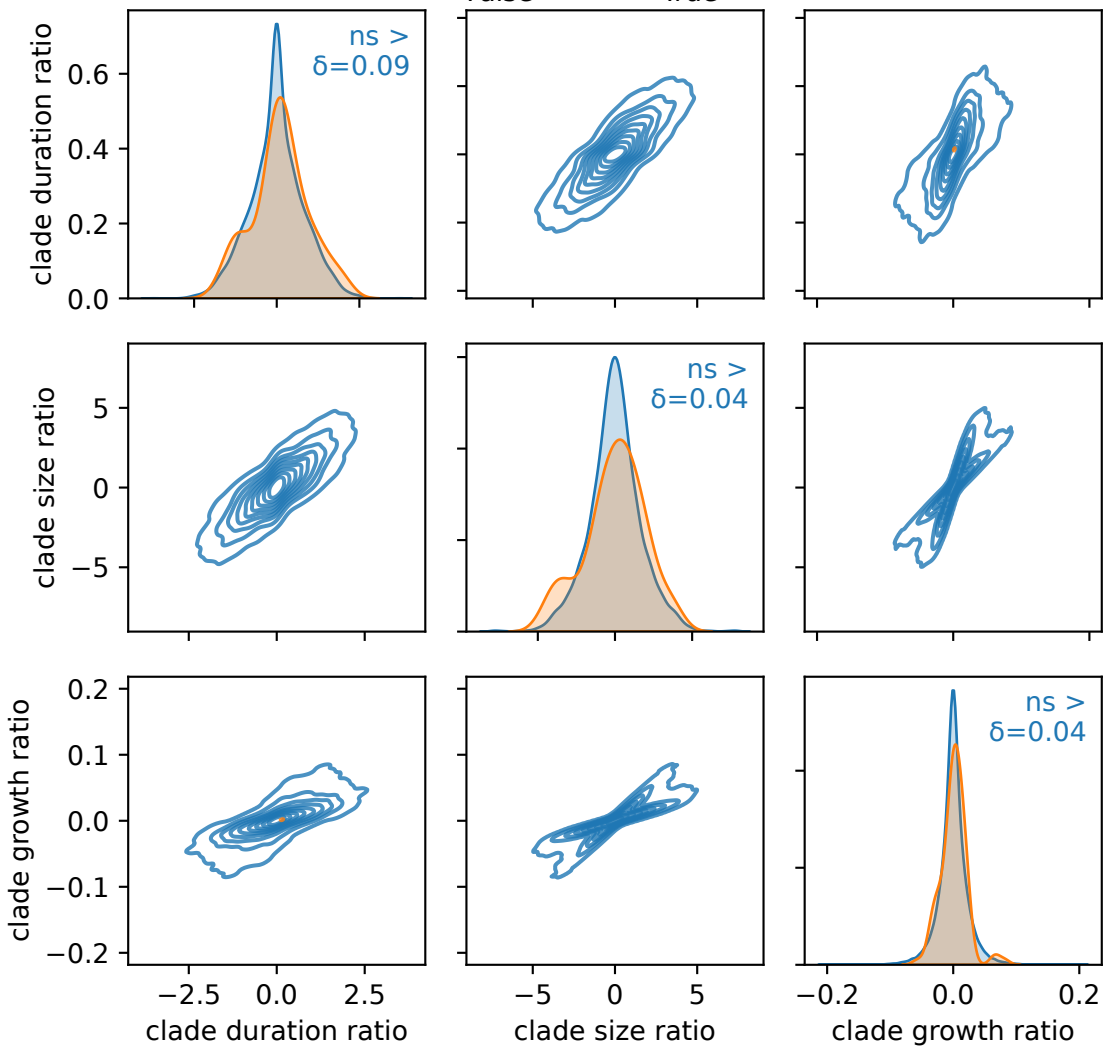 clade duration ratio
0.6
0.4
0.2
0.0
ns >
δ=0.09
clade size ratio
5
0
−5
ns >
δ=0.04
clade growth ratio
0.2
0.1
0.0
−0.1
−0.2
ns >
δ=0.04
−2.5 0.0 2.5
−5 0 5
−0.2 0.0 0.2
clade duration ratio
clade size ratio
clade growth ratio